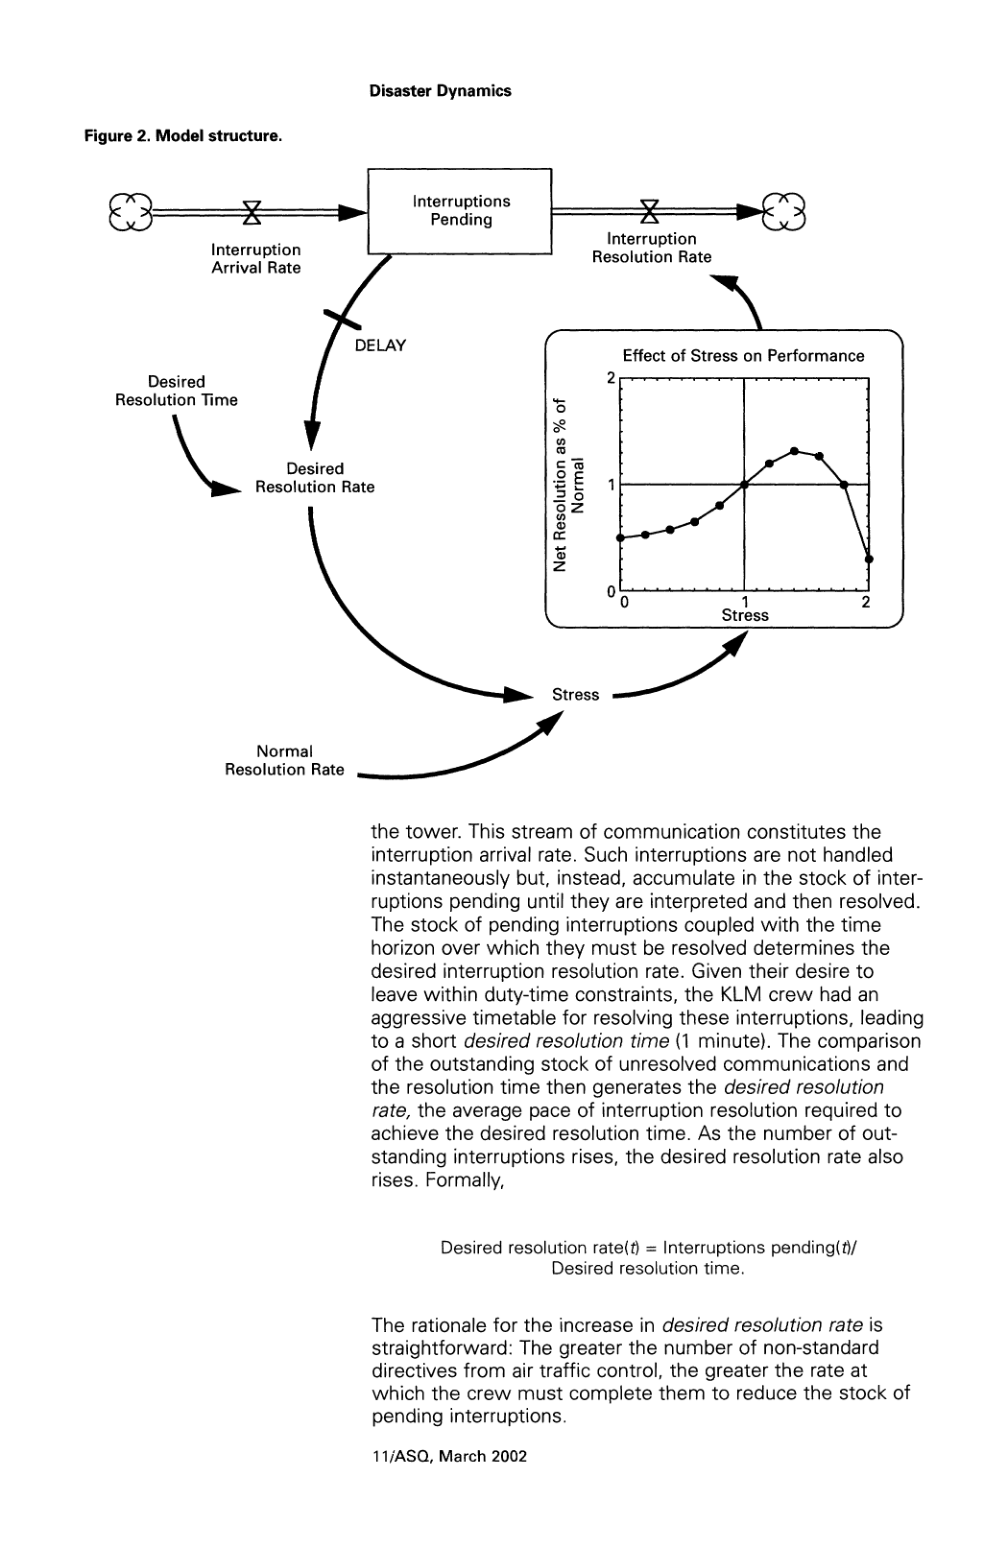 Disaster Dynamics
Figure 2. Model structure.
Interruptions
Pending
Interruption
Arrival Rate
Interruption
Resolution Rate
DELAY
Desired
Resolution Time
Desired
Resolution Rate
Effect of Stress on Performance
Net Resolution as % of
Normal
2
1
0
0
1
2
Stress
Stress
Normal
Resolution Rate
the tower. This stream of communication constitutes the
interruption arrival rate. Such interruptions are not handled
instantaneously but, instead, accumulate in the stock of inter-
ruptions pending until they are interpreted and then resolved.
The stock of pending interruptions coupled with the time
horizon over which they must be resolved determines the
desired interruption resolution rate. Given their desire to
leave within duty-time constraints, the KLM crew had an
aggressive timetable for resolving these interruptions, leading
to a short desired resolution time (1 minute). The comparison
of the outstanding stock of unresolved communications and
the resolution time then generates the desired resolution
rate, the average pace of interruption resolution required to
achieve the desired resolution time. As the number of out-
standing interruptions rises, the desired resolution rate also
rises. Formally,
Desired resolution rate(t) = Interruptions pending(t)/
Desired resolution time.
The rationale for the increase in desired resolution rate is
straightforward: The greater the number of non-standard
directives from air traffic control, the greater the rate at
which the crew must complete them to reduce the stock of
pending interruptions.
11/ASQ, March 2002